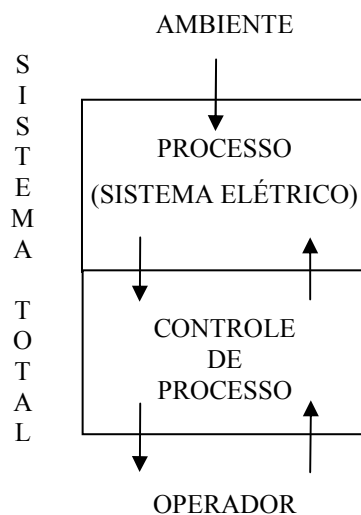 AMBIENTE
SISTEMA TOTAL
PROCESSO
(SISTEMA ELÉTRICO)
CONTROLE
DE
PROCESSO
OPERADOR